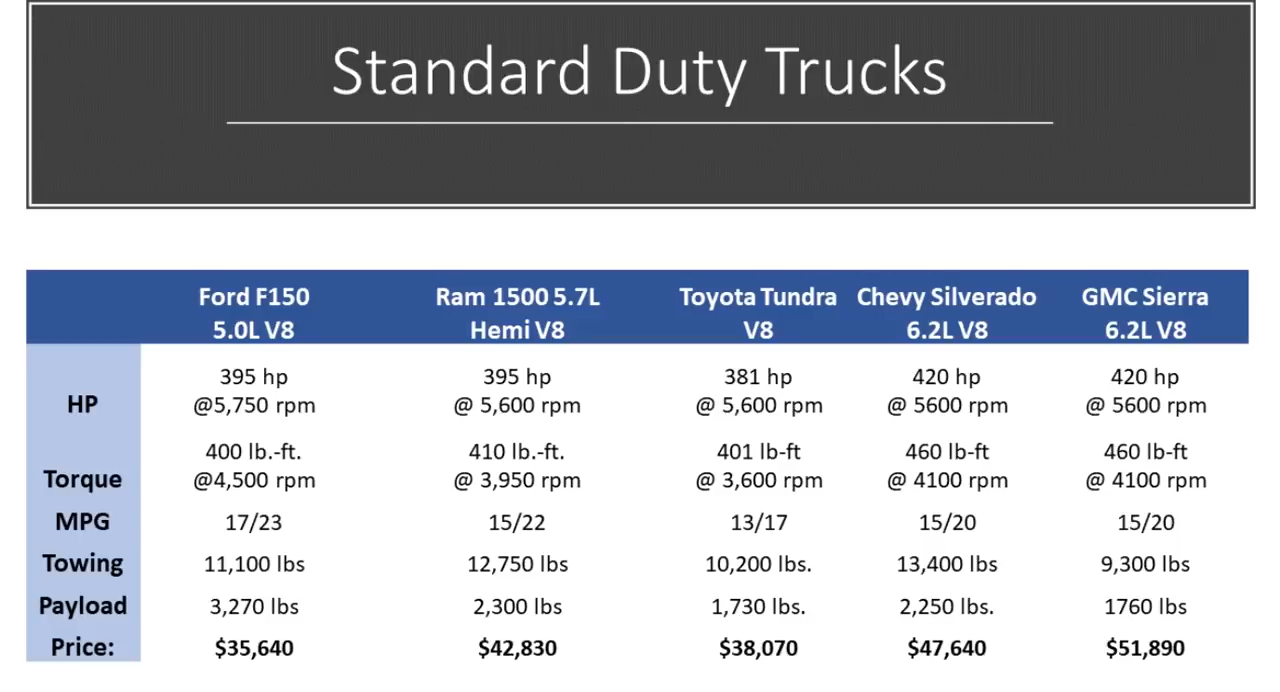 Standard Duty Trucks
Ford F150 Ram 1500 5.7L Toyota Tundra Chevy Silverado GMC Sierra
5.0L V8 Hemi V8 V8 6.2L V8 6.2L V8
395 hp 395 hp 381 hp 420 hp 420 hp
HP
@5,750 rpm @ 5,600 rpm @ 5,600 rpm @ 5600 rpm @ 5600 rpm
400 lb.-ft. 410 lb.-ft. 401 lb-ft 460 lb-ft 460 lb-ft
Torque @4,500 rpm @ 3,950 rpm @ 3,600 rpm @ 4100 rpm @ 4100 rpm
MPG 17/23 15/22 13/17 15/20 15/20
Towing 11,100 lbs 12,750 lbs 10,200 lbs. 13,400 lbs 9,300 lbs
Payload 3,270 lbs 2,300 lbs 1,730 lbs. 2,250 lbs. 1760 lbs
Price: $35,640 $42,830 $38,070 $47,640 $51,890